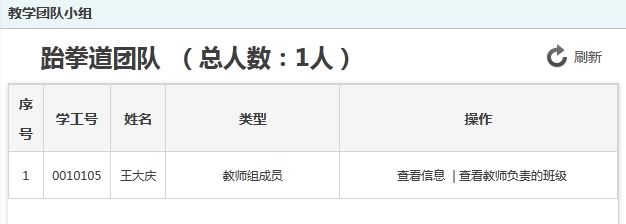 教学团队小组
跆拳道团队 （总人数：1人）
刷新
序号 学工号 姓名 类型 操作
1 0010105 王大庆 教师组成员 查看信息 | 查看教师负责的班级